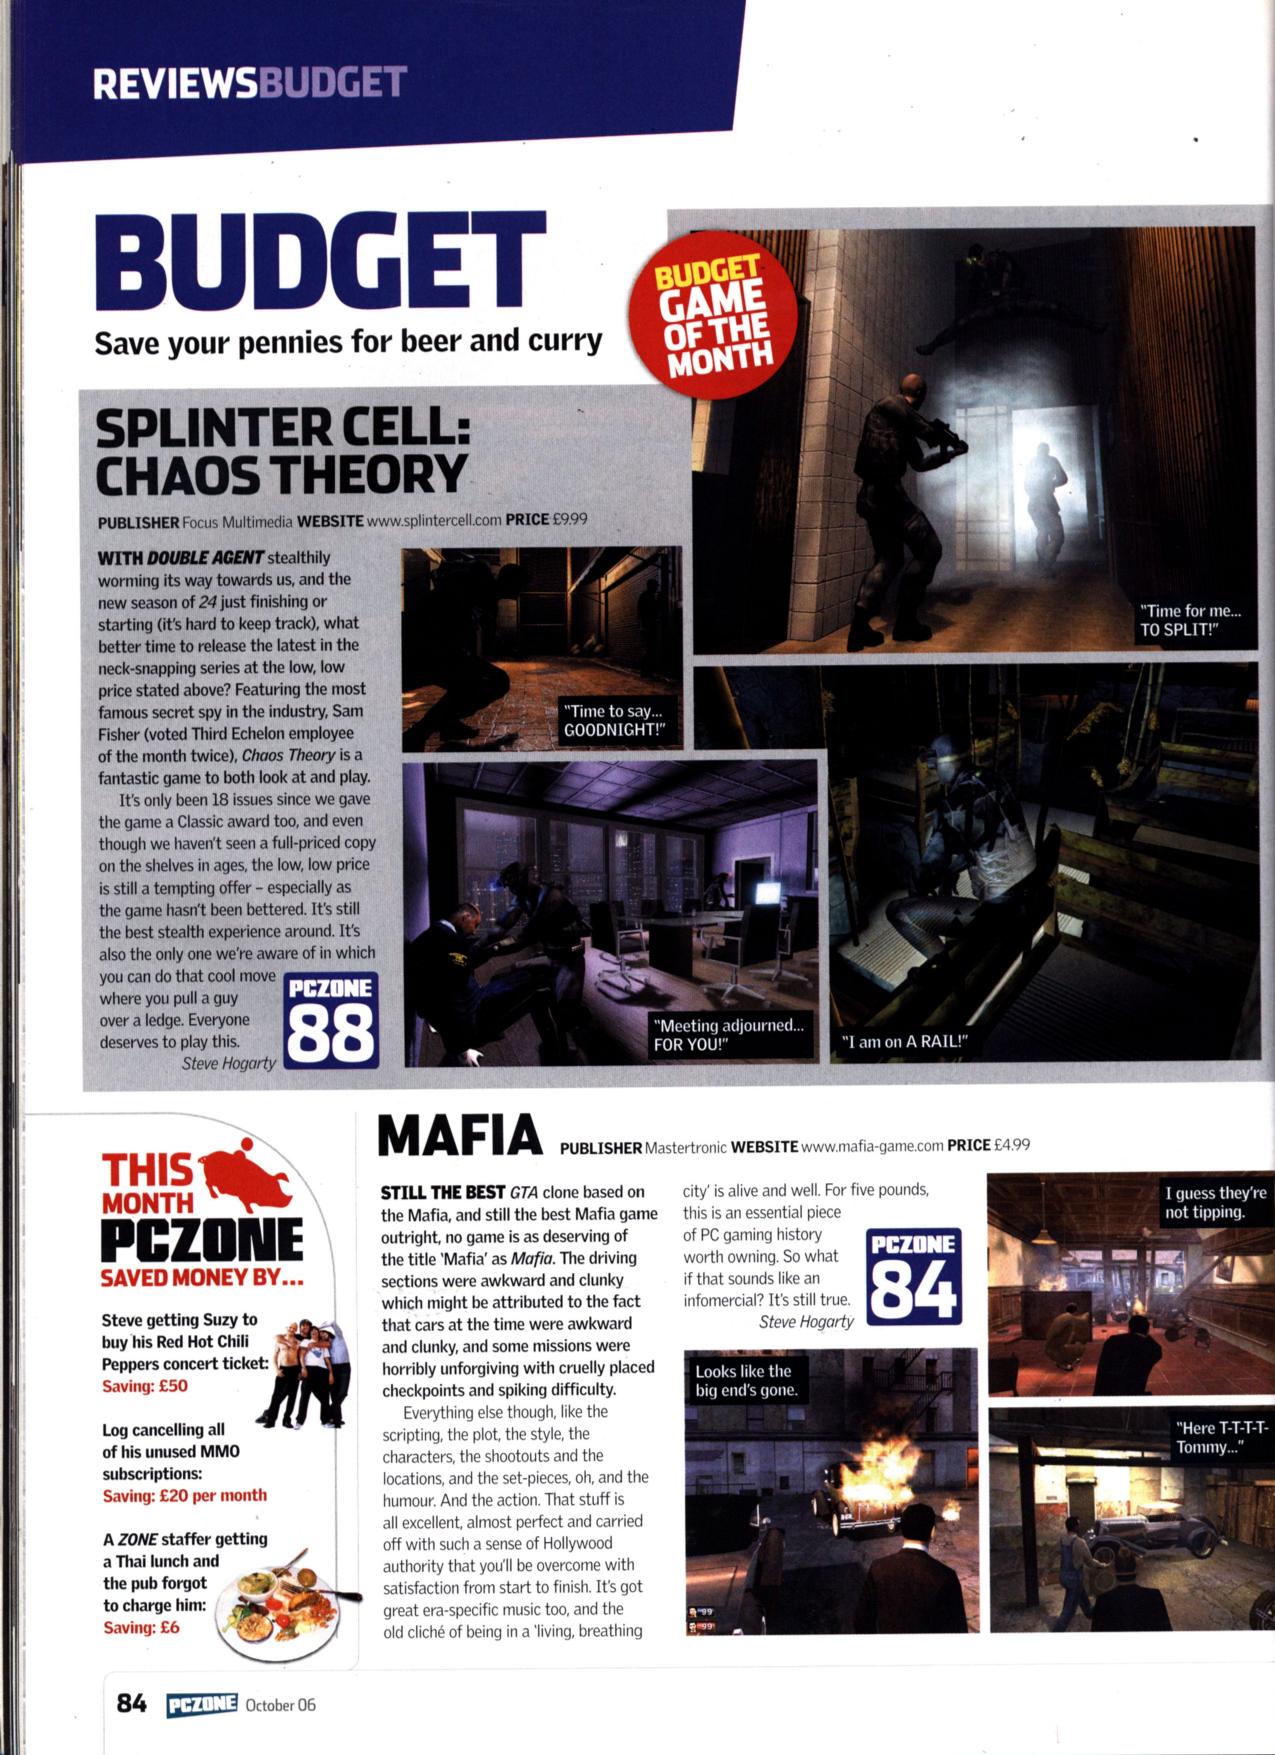 REVIEWSBUDGET
BUDGET
Save your pennies for beer and curry
BUDGET
GAME
OF THE
MONTH
SPLINTER CELL:
CHAOS THEORY
PUBLISHER Focus Multimedia WEBSITE www.splintercell.com PRICE £9.99
WITH DOUBLE AGENT stealthily
worming its way towards us, and the
new season of 24 just finishing or
starting (it's hard to keep track), what
better time to release the latest in the
neck-snapping series at the low, low
price stated above? Featuring the most
famous secret spy in the industry, Sam
Fisher (voted Third Echelon employee
of the month twice), Chaos Theory is a
fantastic game to both look at and play.
It's only been 18 issues since we gave
the game a Classic award too, and even
though we haven't seen a full-priced copy
on the shelves in ages, the low, low price
is still a tempting offer – especially as
the game hasn't been bettered. It's still
the best stealth experience around. It's
also the only one we're aware of in which
you can do that cool move
where you pull a guy
over a ledge. Everyone
deserves to play this.
Steve Hogarty
PCZONE
88
"Time for me...
TO SPLIT!"
"Time to say...
GOODNIGHT!"
"Meeting adjourned...
FOR YOU!"
"I am on A RAIL!"
THIS
MONTH
PCZONE
SAVED MONEY BY...
Steve getting Suzy to
buy his Red Hot Chili
Peppers concert ticket:
Saving: £50
Log cancelling all
of his unused MMO
subscriptions:
Saving: £20 per month
A ZONE staffer getting
a Thai lunch and
the pub forgot
to charge him:
Saving: £6
MAFIA
PUBLISHER Mastertronic WEBSITE www.mafia-game.com PRICE £4.99
STILL THE BEST GTA clone based on
the Mafia, and still the best Mafia game
outright, no game is as deserving of
the title 'Mafia' as Mafia. The driving
sections were awkward and clunky
which might be attributed to the fact
that cars at the time were awkward
and clunky, and some missions were
horribly unforgiving with cruelly placed
checkpoints and spiking difficulty.
Everything else though, like the
scripting, the plot, the style, the
characters, the shootouts and the
locations, and the set-pieces, oh, and the
humour. And the action. That stuff is
all excellent, almost perfect and carried
off with such a sense of Hollywood
authority that you'll be overcome with
satisfaction from start to finish. It's got
great era-specific music too, and the
old cliché of being in a 'living, breathing
city' is alive and well. For five pounds,
this is an essential piece
of PC gaming history
worth owning. So what
if that sounds like an
infomercial? It's still true.
Steve Hogarty
PCZONE
84
Looks like the
big end's gone.
I guess they're
not tipping.
"Here T-T-T-T-
Tommy..."
84 PCZONE October 06